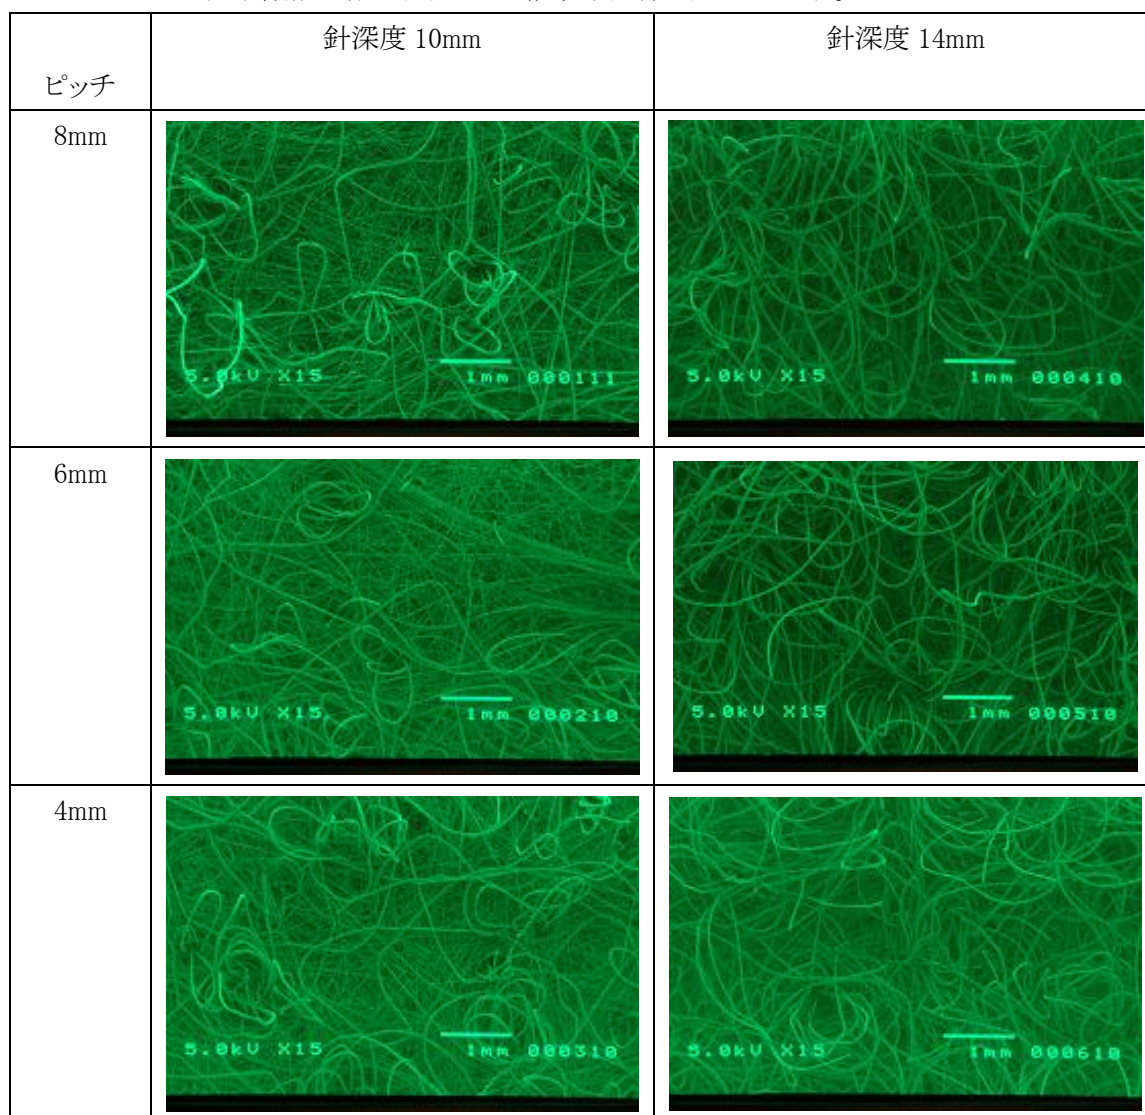 針深度 10mm
針深度 14mm
ピッチ
8mm
5.0kV X15 1mm 000111
5.0kV X15 1mm 000410
6mm
5.0kV X15 1mm 000210
5.0kV X15 1mm 000510
4mm
5.0kV X15 1mm 000310
5.0kV X15 1mm 000610